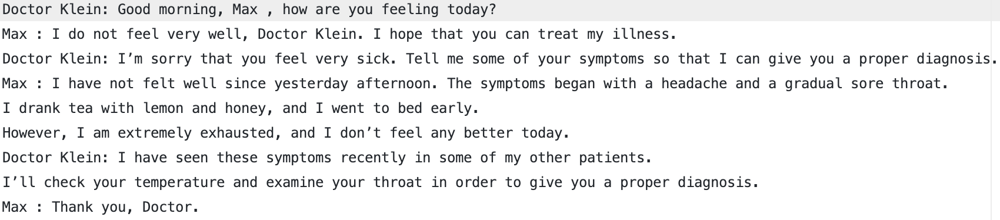 Doctor Klein: Good morning, Max , how are you feeling today?
Max : I do not feel very well, Doctor Klein. I hope that you can treat my illness.
Doctor Klein: I’m sorry that you feel very sick. Tell me some of your symptoms so that I can give you a proper diagnosis.
Max : I have not felt well since yesterday afternoon. The symptoms began with a headache and a gradual sore throat.
I drank tea with lemon and honey, and I went to bed early.
However, I am extremely exhausted, and I don’t feel any better today.
Doctor Klein: I have seen these symptoms recently in some of my other patients.
I’ll check your temperature and examine your throat in order to give you a proper diagnosis.
Max : Thank you, Doctor.